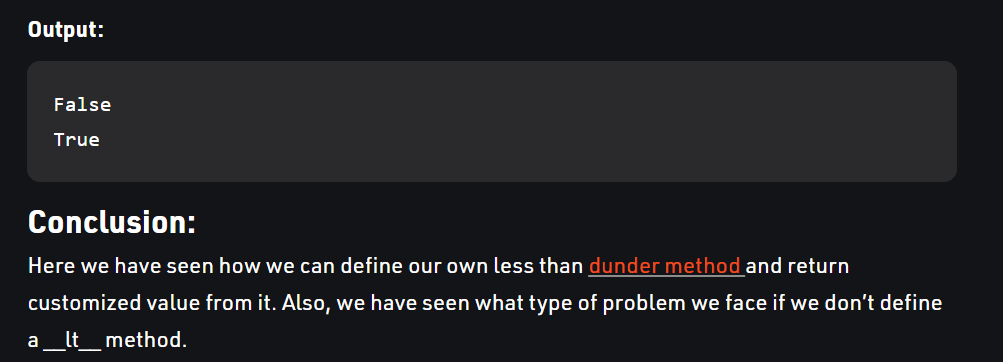 Output:
False
True
Conclusion:
Here we have seen how we can define our own less than dunder method and return
customized value from it. Also, we have seen what type of problem we face if we don’t define
a __lt__ method.